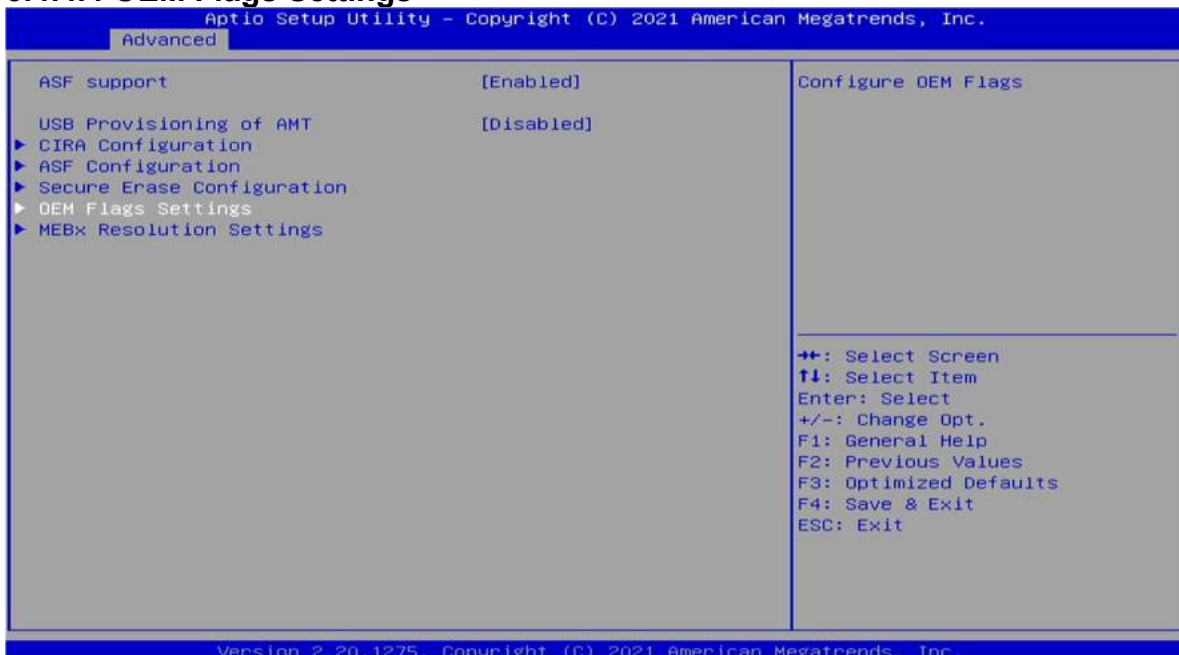 OEM Flags Settings
Aptio Setup Utility – Copyright (C) 2021 American Megatrends, Inc.
Advanced
ASF support [Enabled]
USB Provisioning of AMT [Disabled]
► CIRA Configuration
► ASF Configuration
► Secure Erase Configuration
► OEM Flags Settings
► MEBx Resolution Settings
Configure OEM Flags
→←: Select Screen
↑↓: Select Item
Enter: Select
+/-: Change Opt.
F1: General Help
F2: Previous Values
F3: Optimized Defaults
F4: Save & Exit
ESC: Exit
Version 2.20.1275. Copyright (C) 2021 American Megatrends, Inc.